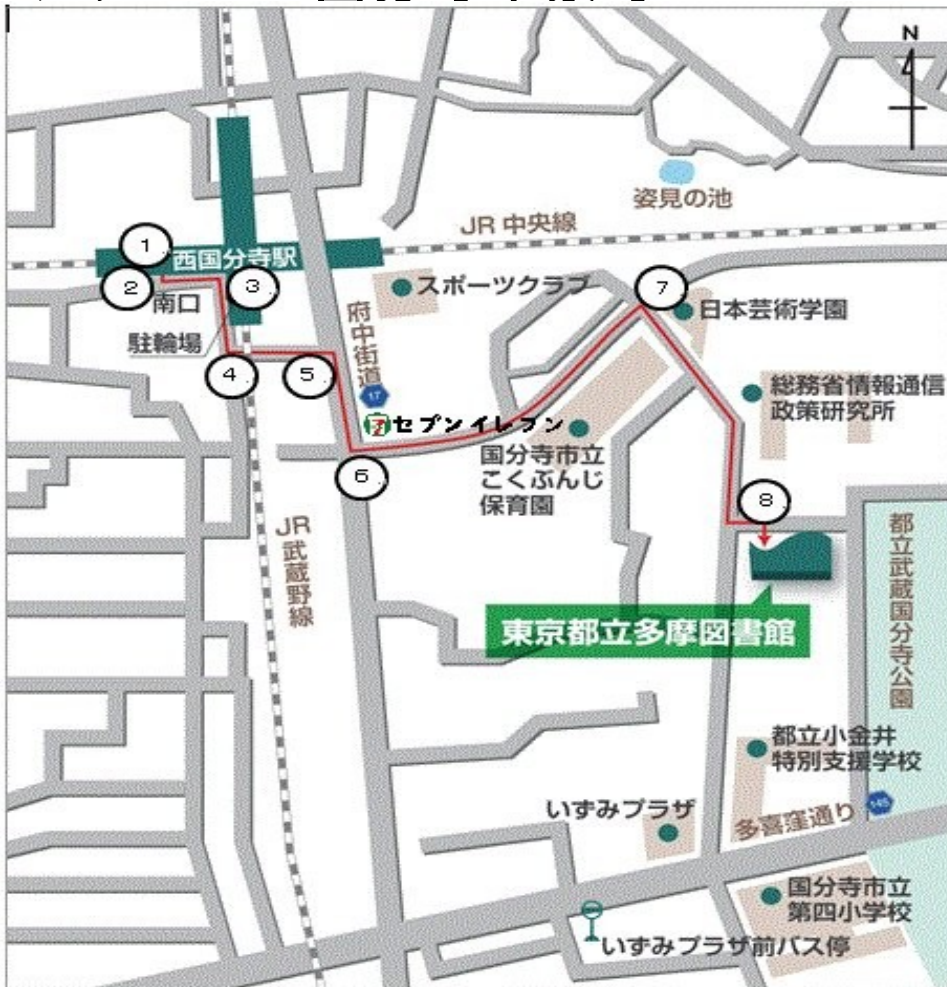 N
姿見の池
JR 中央線
1
西国分寺駅
2
南口
3
駐輪場
スポーツクラブ
7
日本芸術学園
府中街道
17
4
5
セブンイレブン
総務省情報通信
政策研究所
国分寺市立
こくぶんじ
保育園
6
8
JR 武蔵野線
都立武蔵国分寺公園
東京都立多摩図書館
都立小金井
特別支援学校
いずみプラザ
多喜窪通り
145
国分寺市立
第四小学校
いずみプラザ前バス停